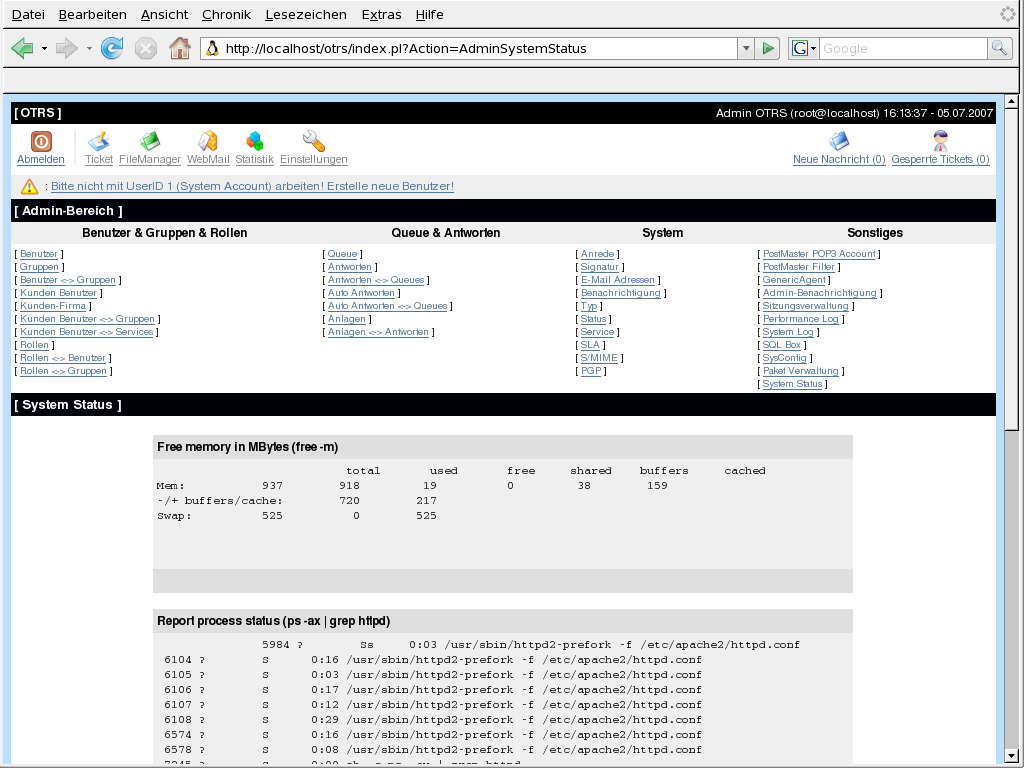 Datei Bearbeiten Ansicht Chronik Lesezeichen Extras Hilfe
http://localhost/otrs/index.pl?Action=AdminSystemStatus G Google
[ OTRS ] Admin OTRS (root@localhost) 16:13:37 - 05.07.2007
Abmelden Ticket FileManager WebMail Statistik Einstellungen Neue Nachricht (0) Gesperrte Tickets (0)
: Bitte nicht mit UserID 1 (System Account) arbeiten! Erstelle neue Benutzer!
[ Admin-Bereich ]
Benutzer & Gruppen & Rollen Queue & Antworten System Sonstiges
[ Benutzer ] [ Queue ] [ Anrede ] [ PostMaster POP3 Account ]
[ Gruppen ] [ Antworten ] [ Signatur ] [ PostMaster Filter ]
[ Benutzer <-> Gruppen ] [ Antworten <-> Queues ] [ E-Mail Adressen ] [ GenericAgent ]
[ Kunden Benutzer ] [ Auto Antworten ] [ Benachrichtigung ] [ Admin-Benachrichtigung ]
[ Kunden-Firma ] [ Auto Antworten <-> Queues ] [ Typ ] [ Sitzungsverwaltung ]
[ Kunden Benutzer <-> Gruppen ] [ Anlagen ] [ Status ] [ Performance Log ]
[ Kunden Benutzer <-> Services ] [ Anlagen <-> Antworten ] [ Service ] [ System Log ]
[ Rollen ] [ SLA ] [ SQL Box ]
[ Rollen <-> Benutzer ] [ S/MIME ] [ SysConfig ]
[ Rollen <-> Gruppen ] [ PGP ] [ Paket Verwaltung ]
[ System Status ]
[ System Status ]
Free memory in MBytes (free -m)
total used free shared buffers cached
Mem: 937 918 19 0 38 159
-/+ buffers/cache: 720 217
Swap: 525 0 525
Report process status (ps -ax | grep httpd)
5984 ? Ss 0:03 /usr/sbin/httpd2-prefork -f /etc/apache2/httpd.conf
6104 ? S 0:16 /usr/sbin/httpd2-prefork -f /etc/apache2/httpd.conf
6105 ? S 0:03 /usr/sbin/httpd2-prefork -f /etc/apache2/httpd.conf
6106 ? S 0:17 /usr/sbin/httpd2-prefork -f /etc/apache2/httpd.conf
6107 ? S 0:12 /usr/sbin/httpd2-prefork -f /etc/apache2/httpd.conf
6108 ? S 0:29 /usr/sbin/httpd2-prefork -f /etc/apache2/httpd.conf
6574 ? S 0:16 /usr/sbin/httpd2-prefork -f /etc/apache2/httpd.conf
6578 ? S 0:08 /usr/sbin/httpd2-prefork -f /etc/apache2/httpd.conf